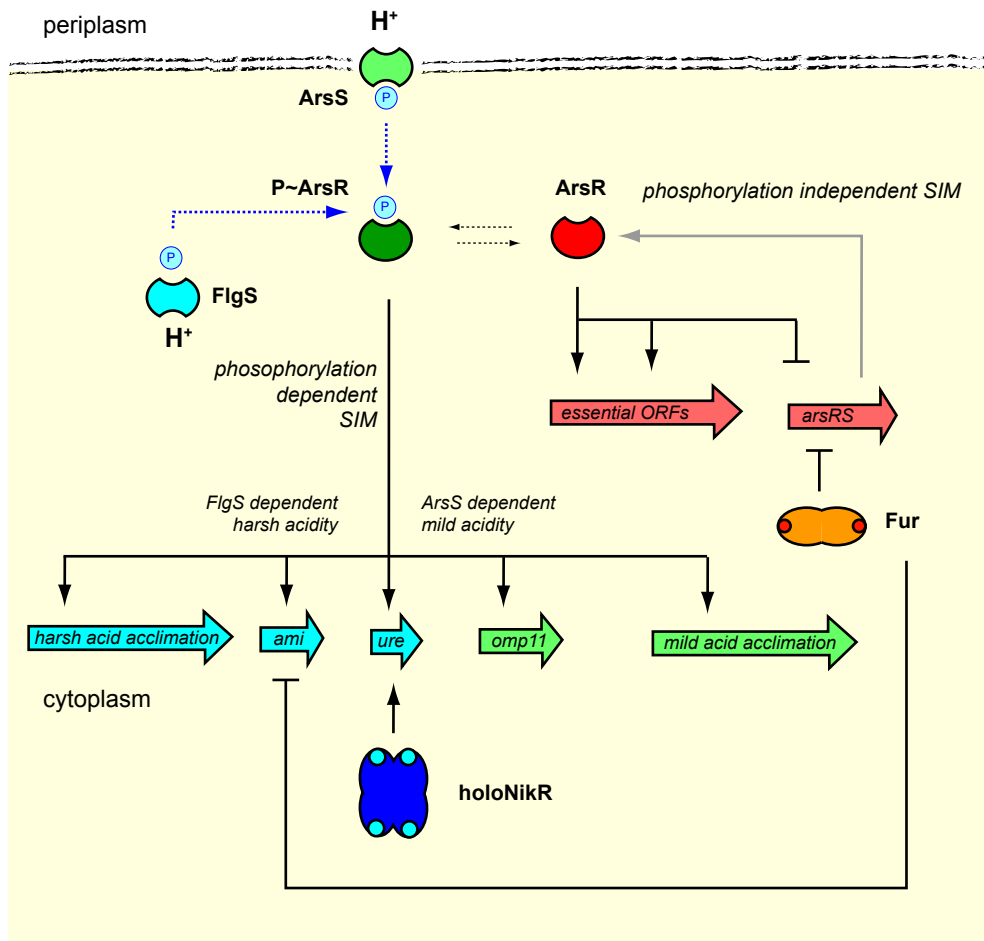 periplasm
H+
ArsS
P
P~ArsR
P
ArsR
phosphorylation independent SIM
P
FlgS
H+
phosophorylation
dependent
SIM
essential ORFs
arsRS
FlgS dependent
harsh acidity
ArsS dependent
mild acidity
Fur
harsh acid acclimation
ami
ure
omp11
mild acid acclimation
cytoplasm
holoNikR